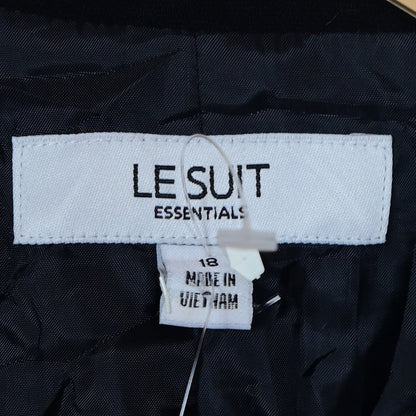 LE SUIT
ESSENTIALS
18
MADE IN
VIETNAM